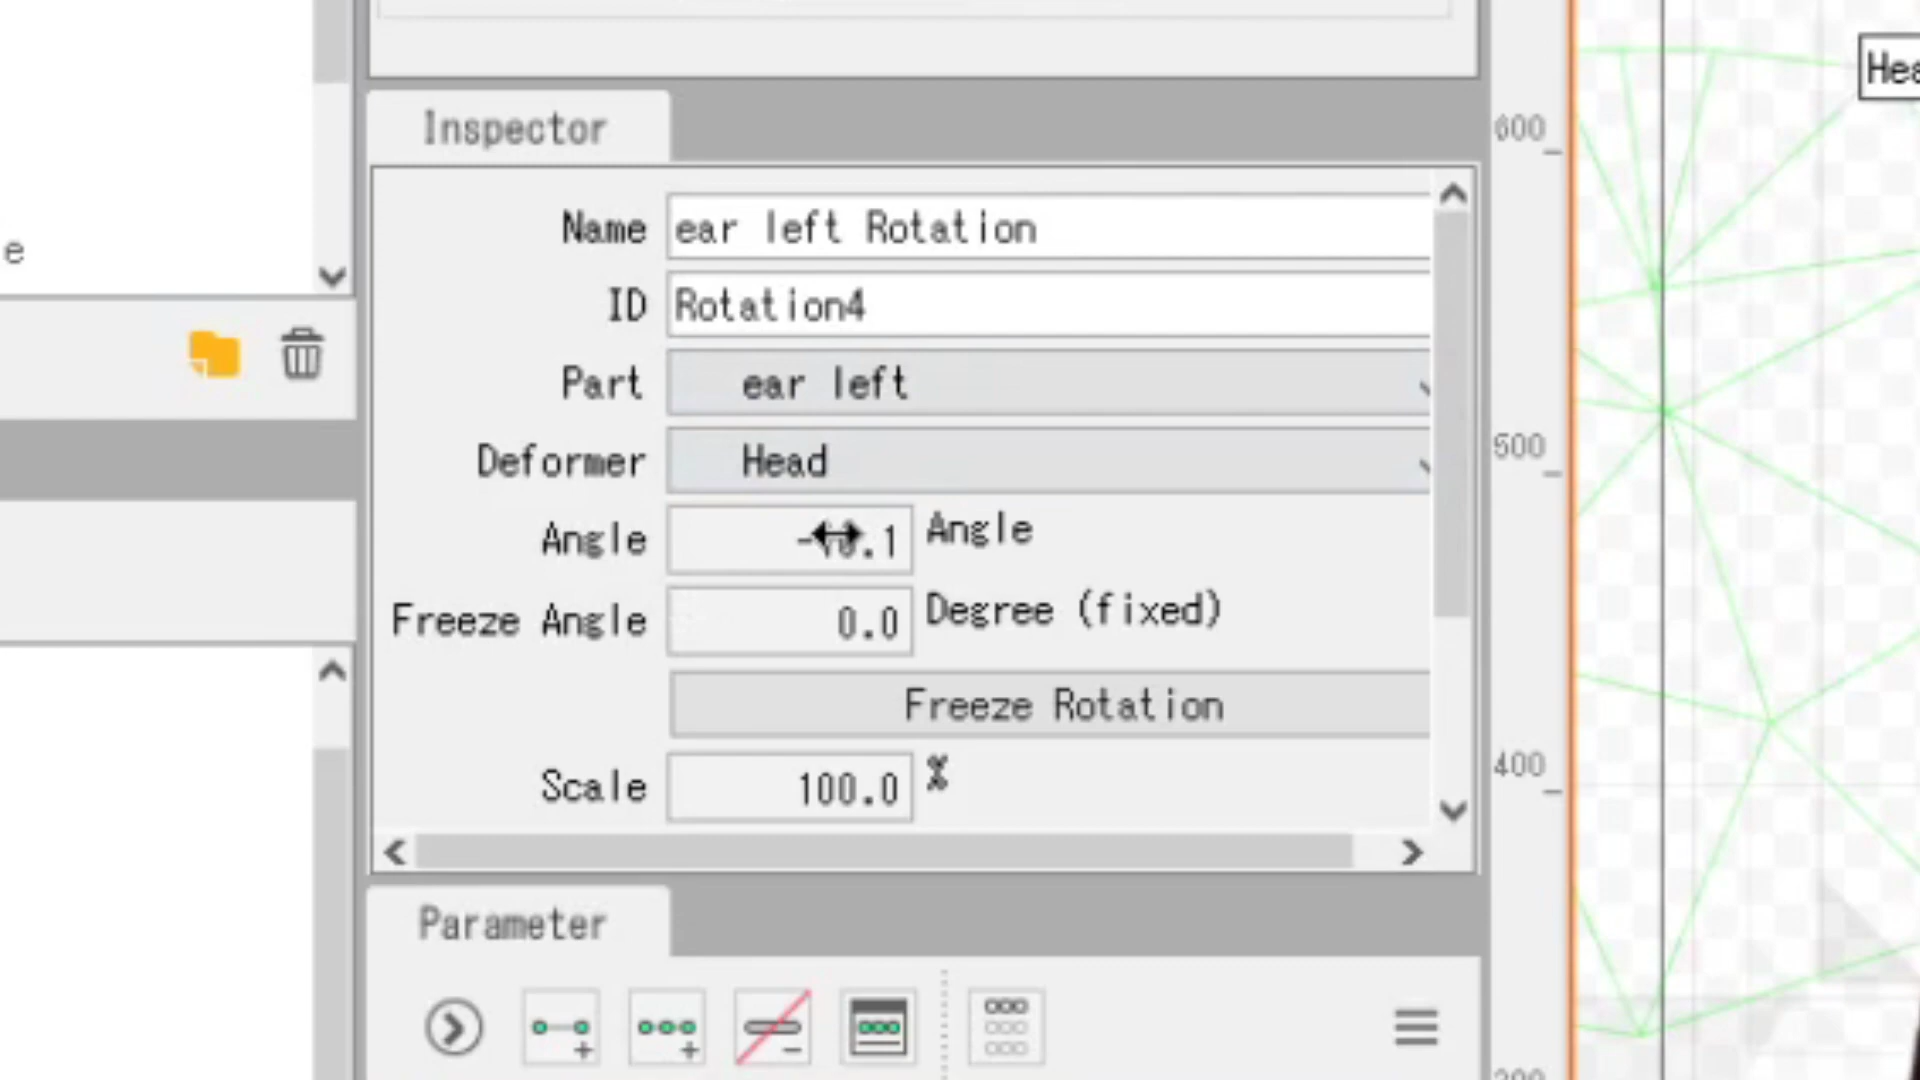 Hea
Inspector
600
Name ear left Rotation
e
ID Rotation4
Part ear left
Deformer Head
500
Angle Angle
Freeze Angle 0.0 Degree (fixed)
Freeze Rotation
Scale 100.0 %
400
Parameter